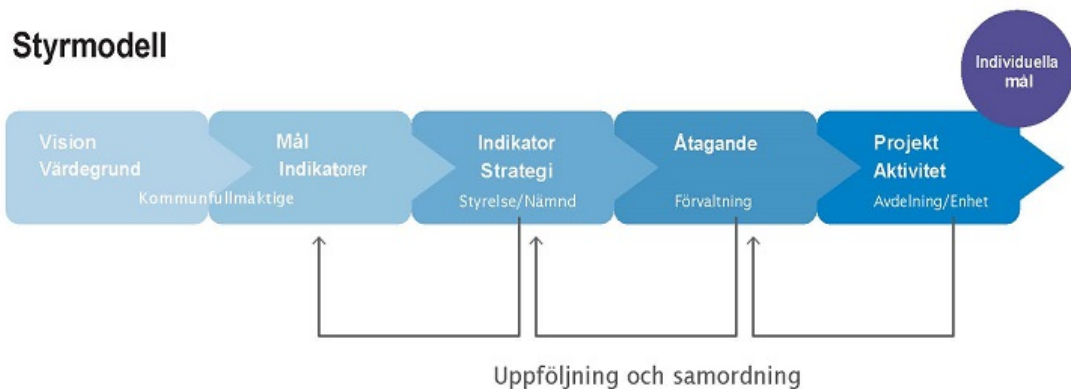 Styrmodell
Individuella
mål
Vision
Värdegrund
Mål
Indikatorer
Kommunfullmäktige
Indikator
Strategi
Styrelse/Nämnd
Åtagande
Förvaltning
Projekt
Aktivitet
Avdelning/Enhet
Uppföljning och samordning